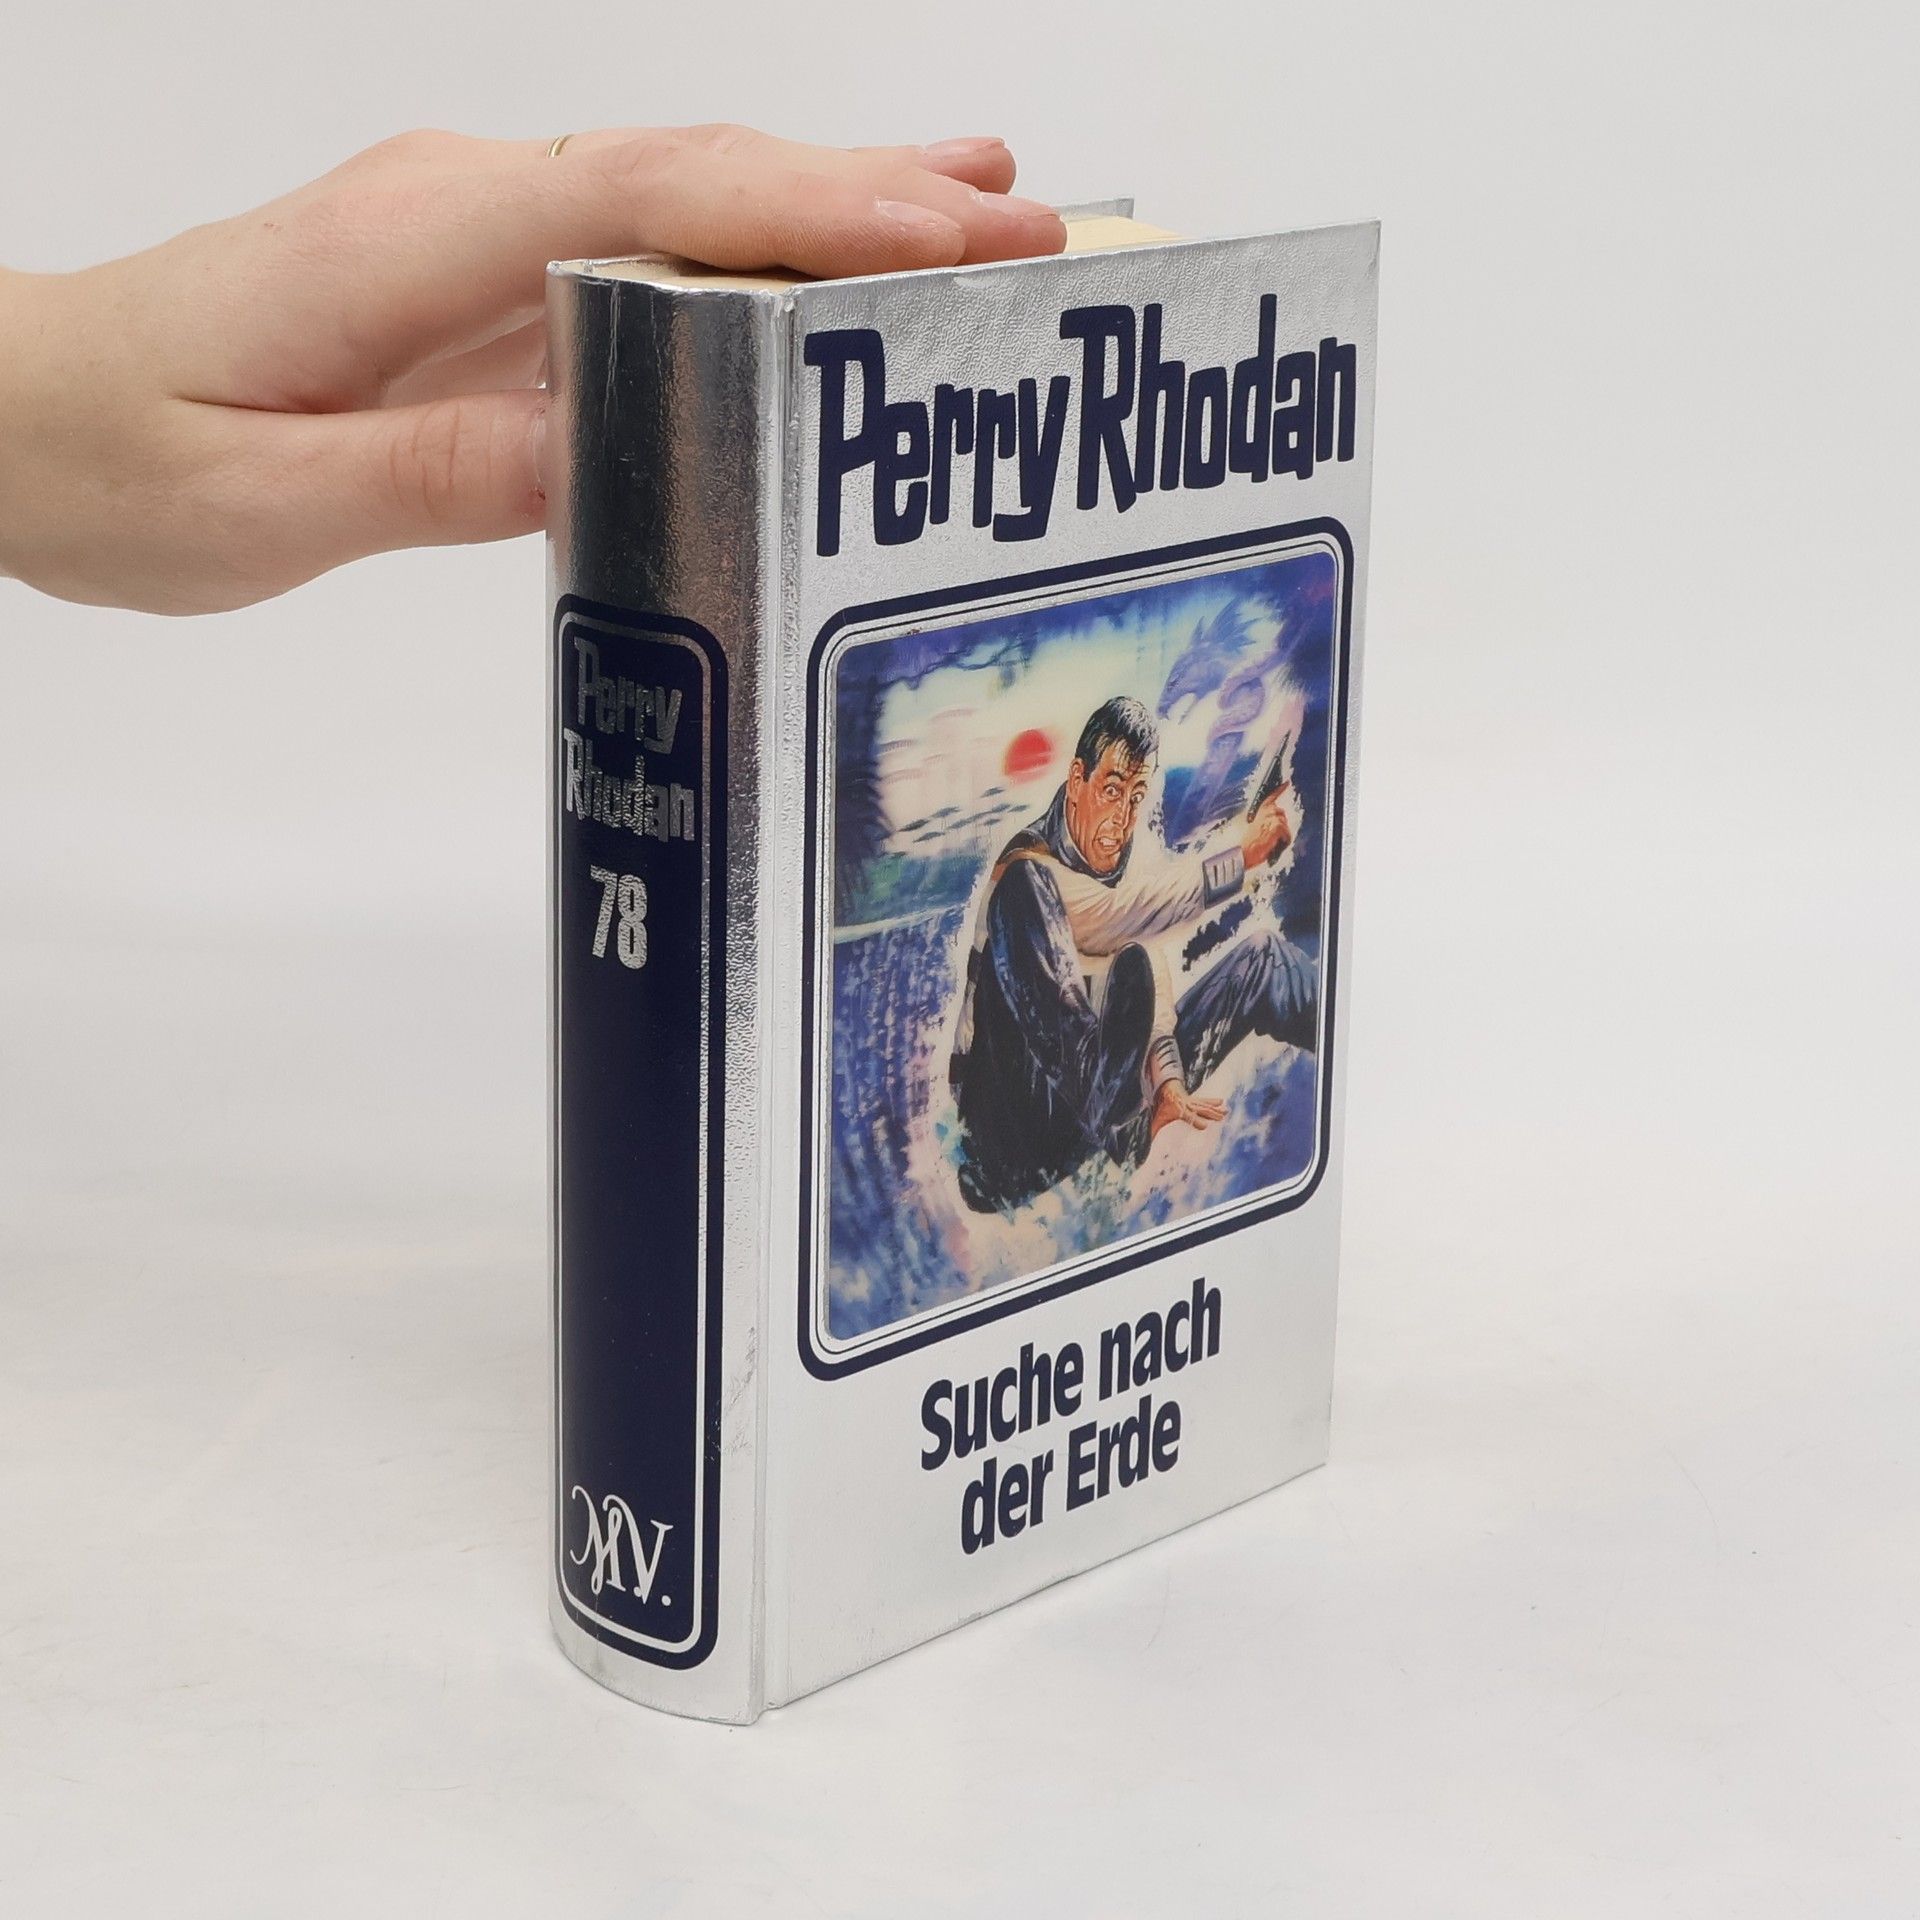 Perry
Rhodan
78
MV.
Perry Rhodan
Suche nach
der Erde